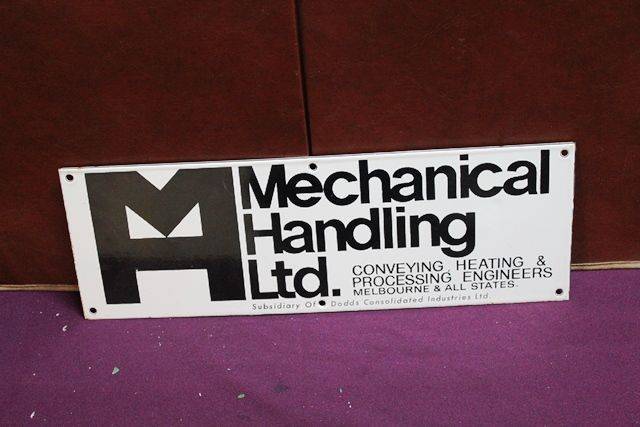 Mechanical
Handling
Ltd.
CONVEYING, HEATING &
PROCESSING ENGINEERS
MELBOURNE & ALL STATES.
Subsidiary Of Dodds Consolidated Industries Ltd.